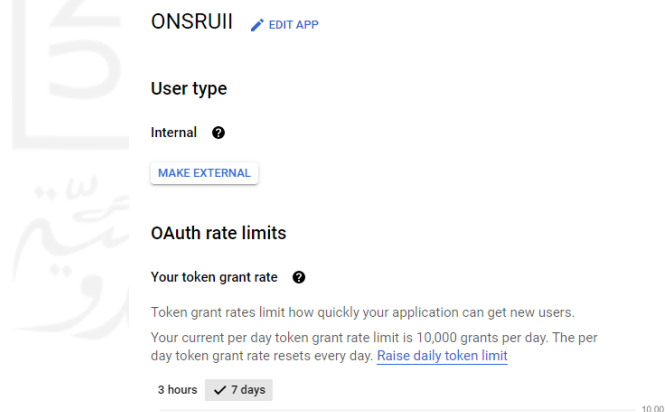 ONSRUII EDIT APP
User type
Internal
MAKE EXTERNAL
OAuth rate limits
Your token grant rate
Token grant rates limit how quickly your application can get new users.
Your current per day token grant rate limit is 10,000 grants per day. The per
day token grant rate resets every day. Raise daily token limit
3 hours 7 days